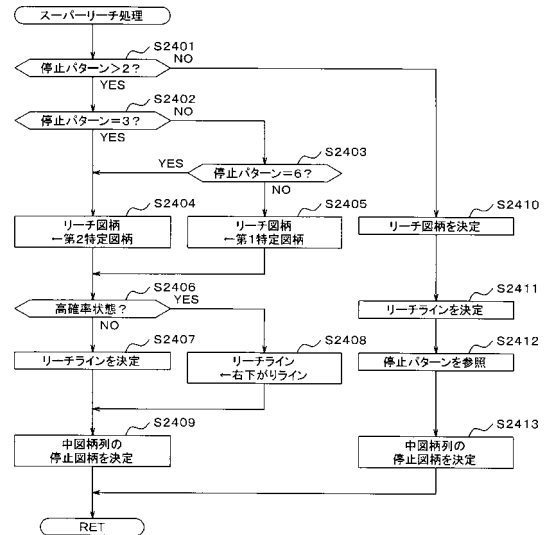 スーパーリーチ処理
S2401
停止パターン>2?
NO
YES
S2402
停止パターン=3?
NO
YES
S2403
停止パターン=6?
YES
NO
S2404
リーチ図柄
←第2特定図柄
S2405
リーチ図柄
←第1特定図柄
S2410
リーチ図柄を決定
S2406
高確率状態?
YES
NO
S2411
リーチラインを決定
S2407
リーチラインを決定
S2408
リーチライン
←右下がりライン
S2412
停止パターンを参照
S2409
中図柄列の
停止図柄を決定
S2413
中図柄列の
停止図柄を決定
RET